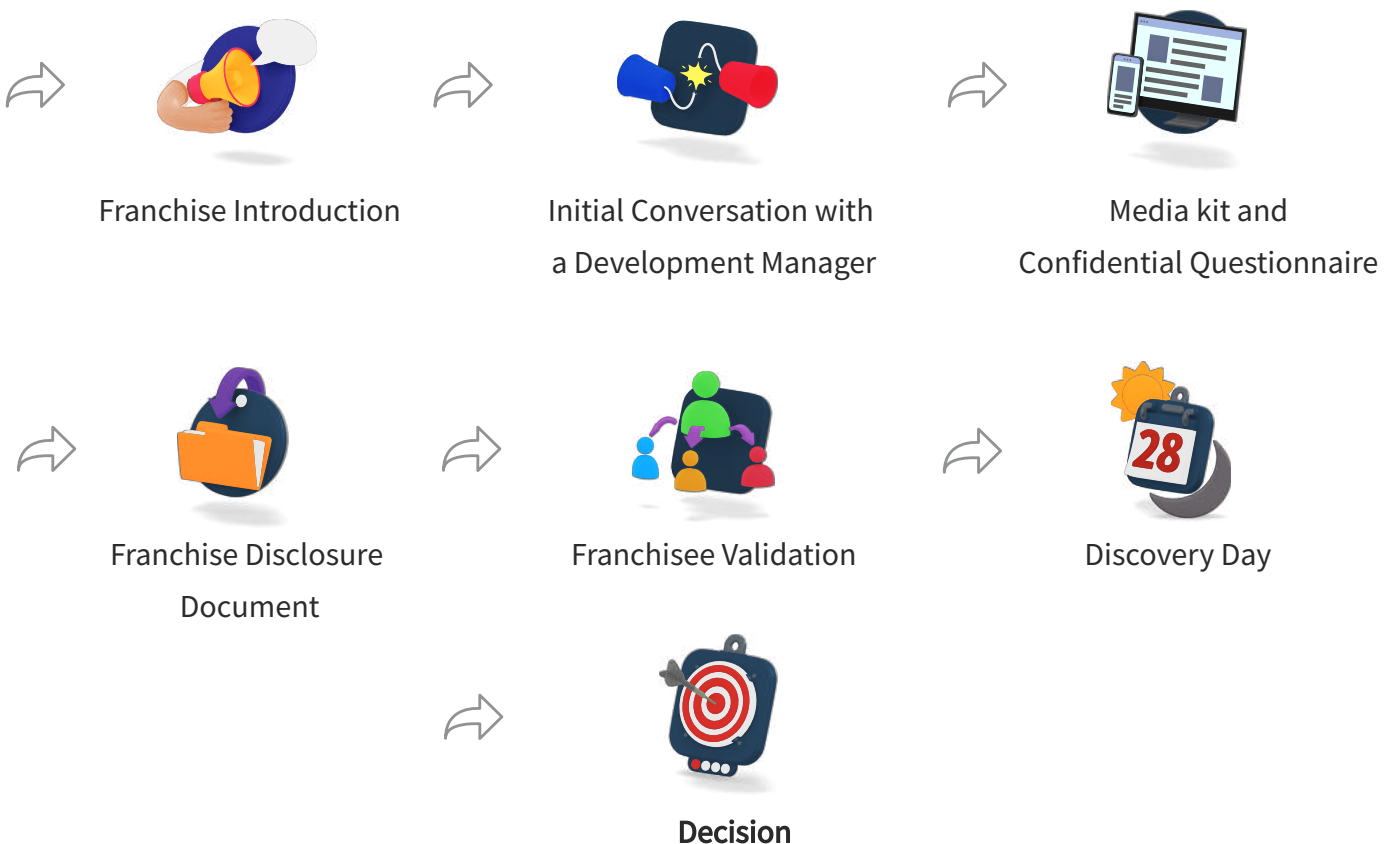 Franchise Introduction
Initial Conversation with
a Development Manager
Media kit and
Confidential Questionnaire
Franchise Disclosure
Document
Franchisee Validation
28
Discovery Day
Decision